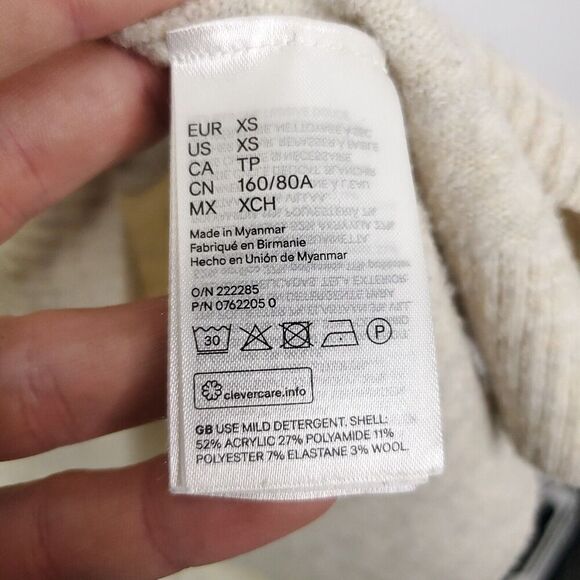 EUR XS
US XS
CA TP
CN 160/80A
MX XCH
Made in Myanmar
Fabriqué en Birmanie
Hecho en Unión de Myanmar
O/N 222285
P/N 0762205 0
30 P
clevercare.info
GB USE MILD DETERGENT. SHELL:
52% ACRYLIC 27% POLYAMIDE 11%
POLYESTER 7% ELASTANE 3% WOOL.